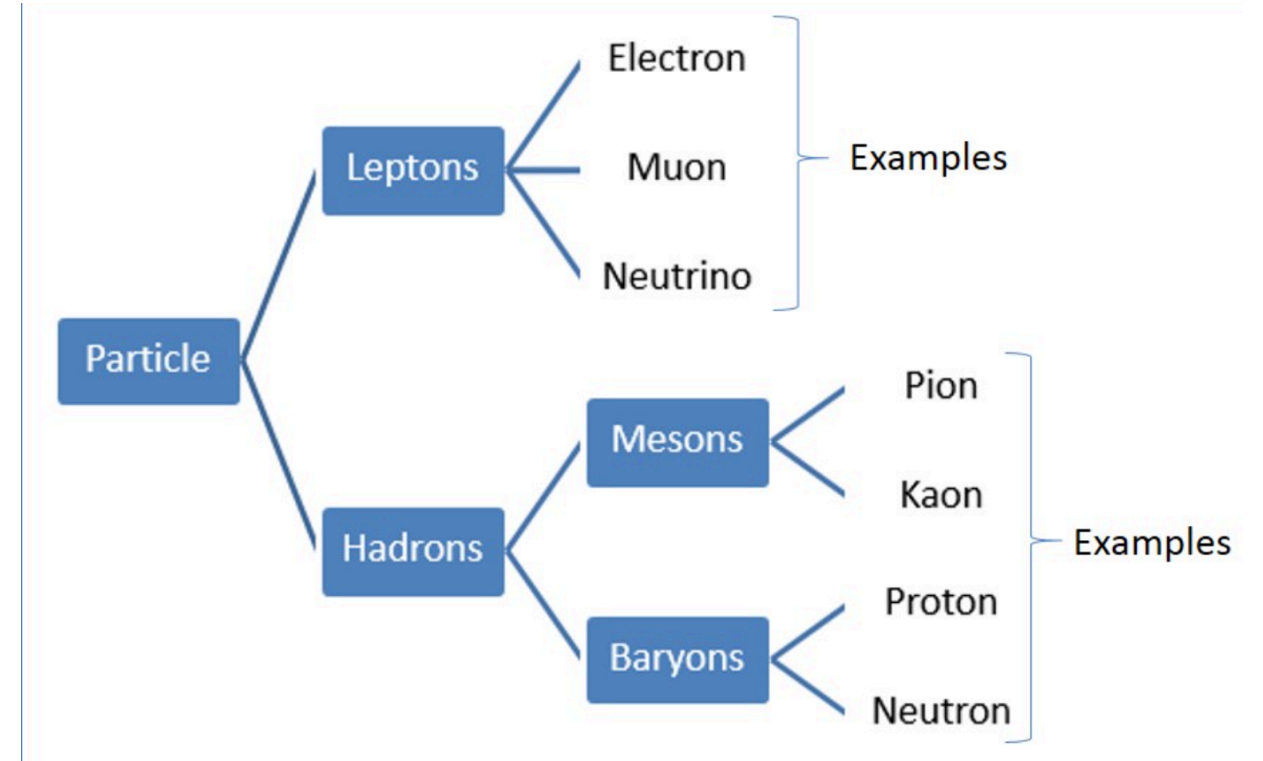 Particle
Leptons
Electron
Muon
Neutrino
Examples
Hadrons
Mesons
Pion
Kaon
Baryons
Proton
Neutron
Examples